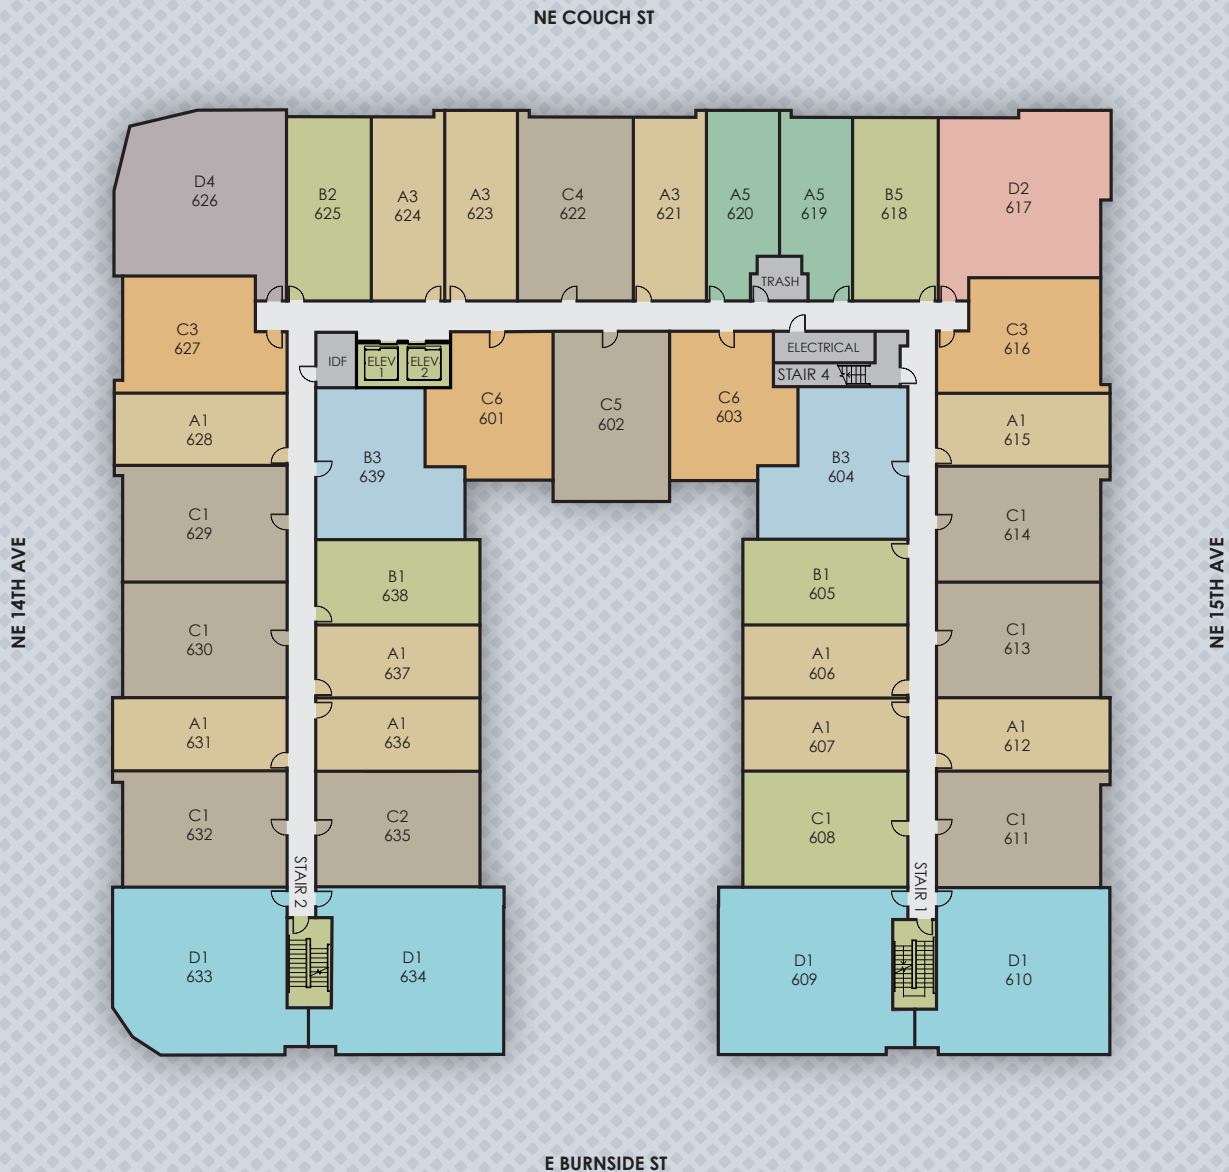 NE COUCH ST
D4
626
B2
625
A3
624
A3
623
C4
622
A3
621
A5
620
A5
619
B5
618
D2
617
TRASH
C3
627
IDF
ELEV
1
ELEV
2
C6
601
C5
602
C6
603
ELECTRICAL
STAIR 4
C3
616
A1
628
B3
639
B3
604
A1
615
C1
629
C1
614
NE 14TH AVE
NE 15TH AVE
B1
638
B1
605
C1
630
A1
637
A1
606
C1
613
A1
631
A1
636
A1
607
A1
612
C1
632
C2
635
C1
608
C1
611
STAIR 2
STAIR 1
D1
633
D1
634
D1
609
D1
610
E BURNSIDE ST